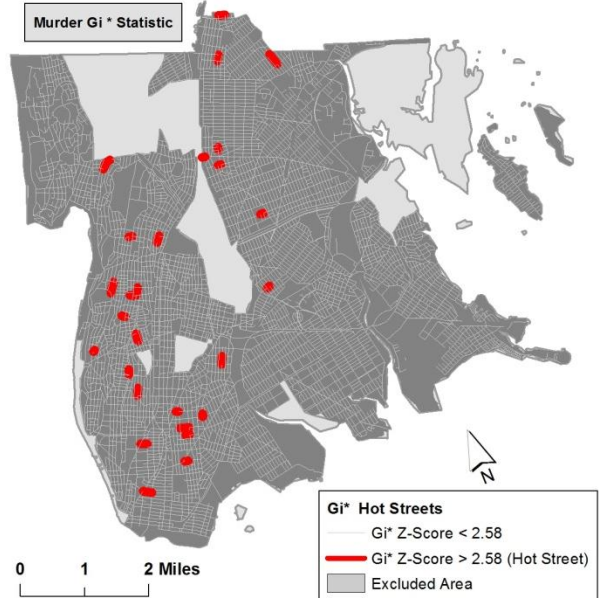 Murder Gi * Statistic
N
Gi* Hot Streets
Gi* Z-Score < 2.58
Gi* Z-Score > 2.58 (Hot Street)
Excluded Area
0 1 2 Miles